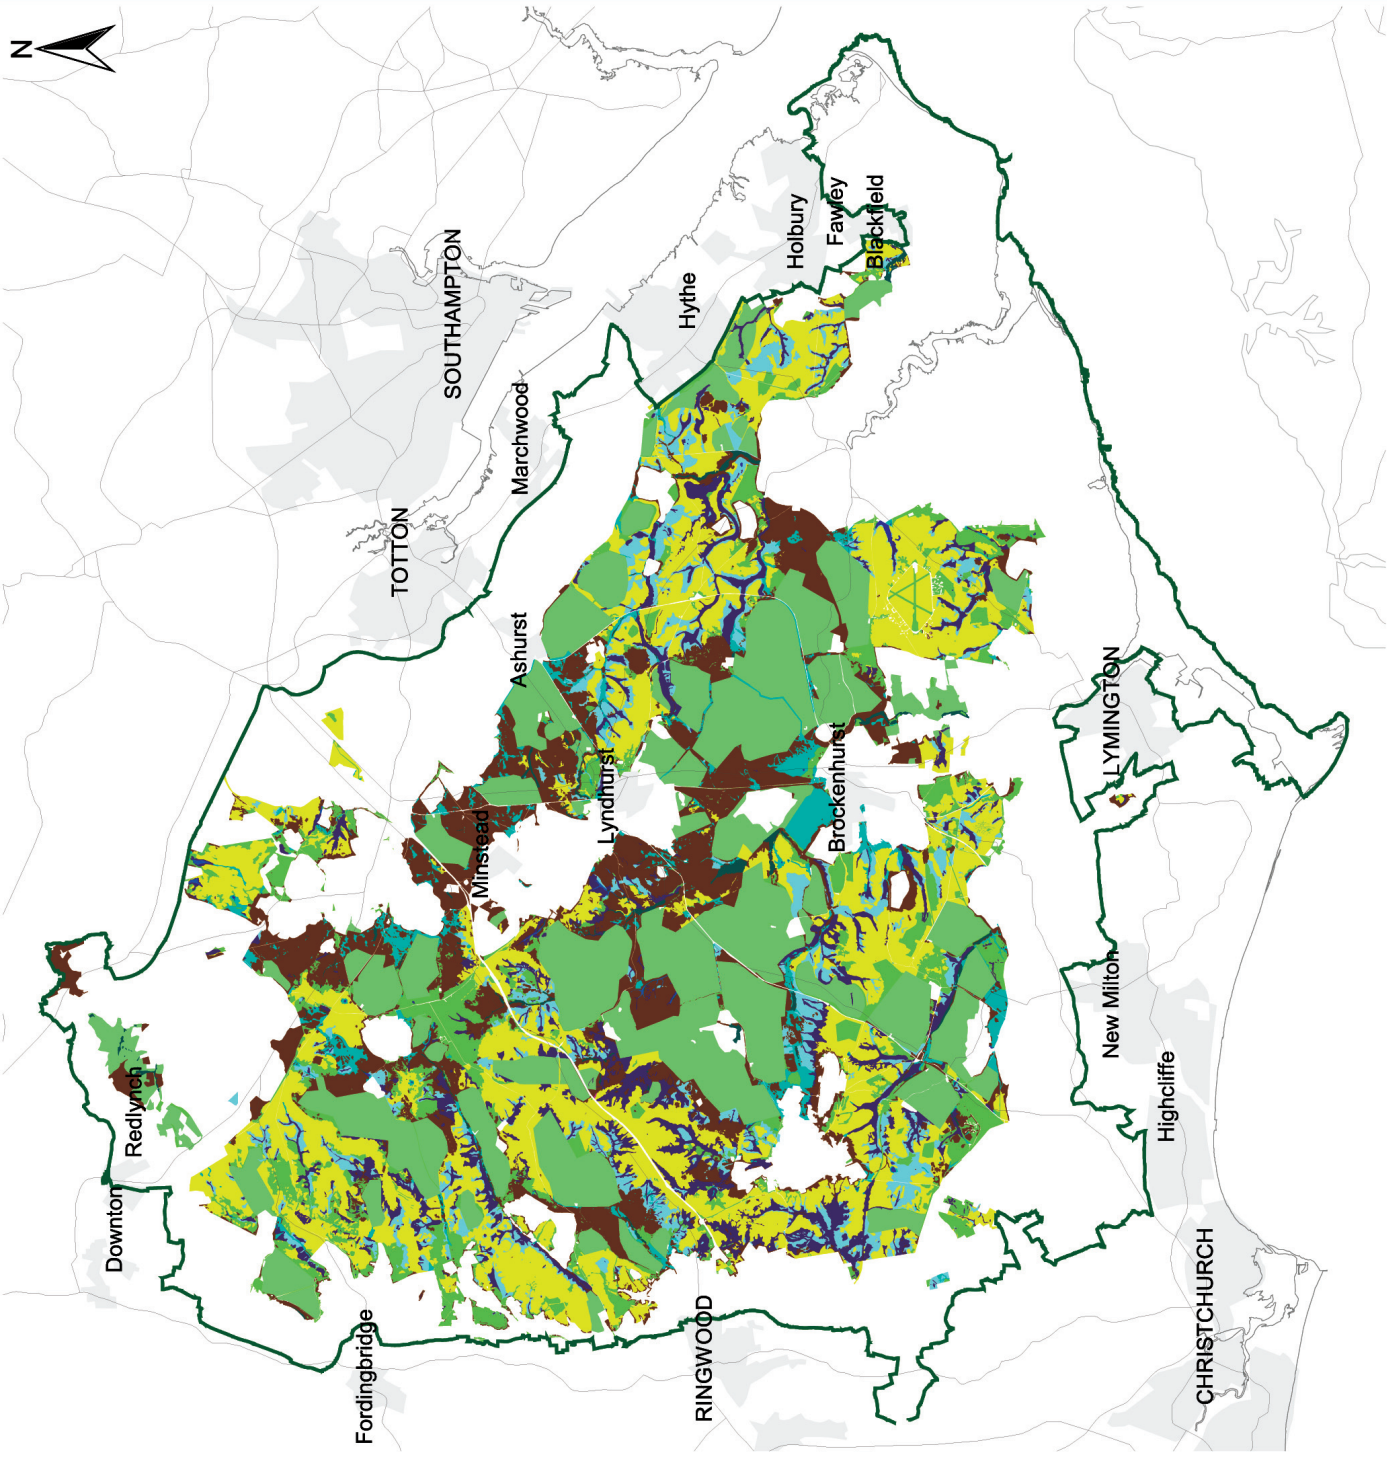 N
SOUTHAMPTON
TOTTON
Marchwood
Hythe
Holbury
Fawley
Blackfield
Ashurst
Lyndhurst
Minstead
Brockenhurst
Redlynch
Downton
Fordingbridge
RINGWOOD
LYMINGTON
New Milton
Highcliffe
CHRISTCHURCH